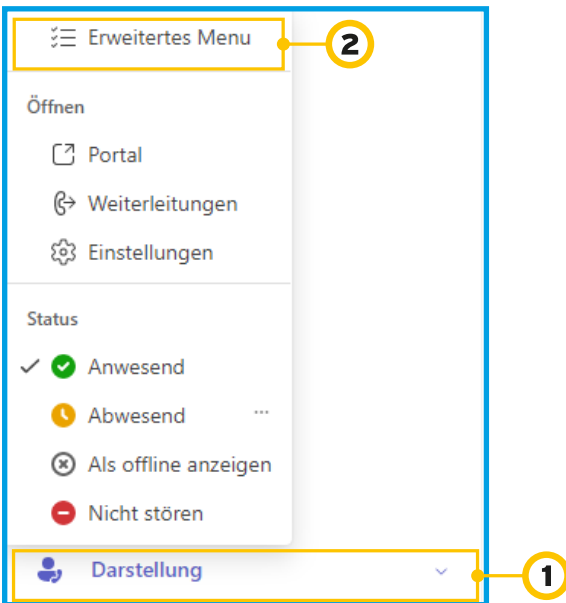 Erweitertes Menu
2
Öffnen
Portal
Weiterleitungen
Einstellungen
Status
Anwesend
Abwesend ...
Als offline anzeigen
Nicht stören
Darstellung
1